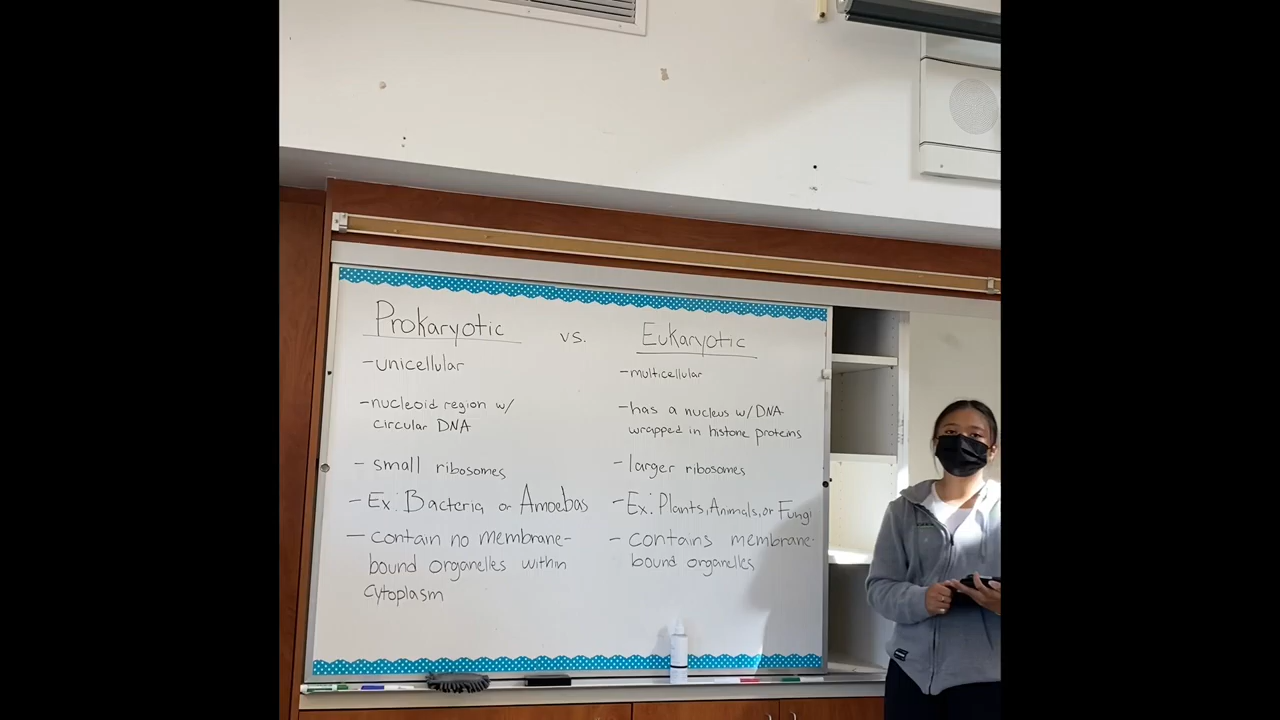 Prokaryotic vs. Eukaryotic
-unicellular
-nucleoid region w/
circular DNA
- small ribosomes
- Ex: Bacteria or Amoebas
- contain no membrane-
bound organelles within
cytoplasm
-multicellular
-has a nucleus w/DNA
wrapped in histone proteins
-larger ribosomes
-Ex: Plants, Animals, or Fungi
- contains membrane-
bound organelles